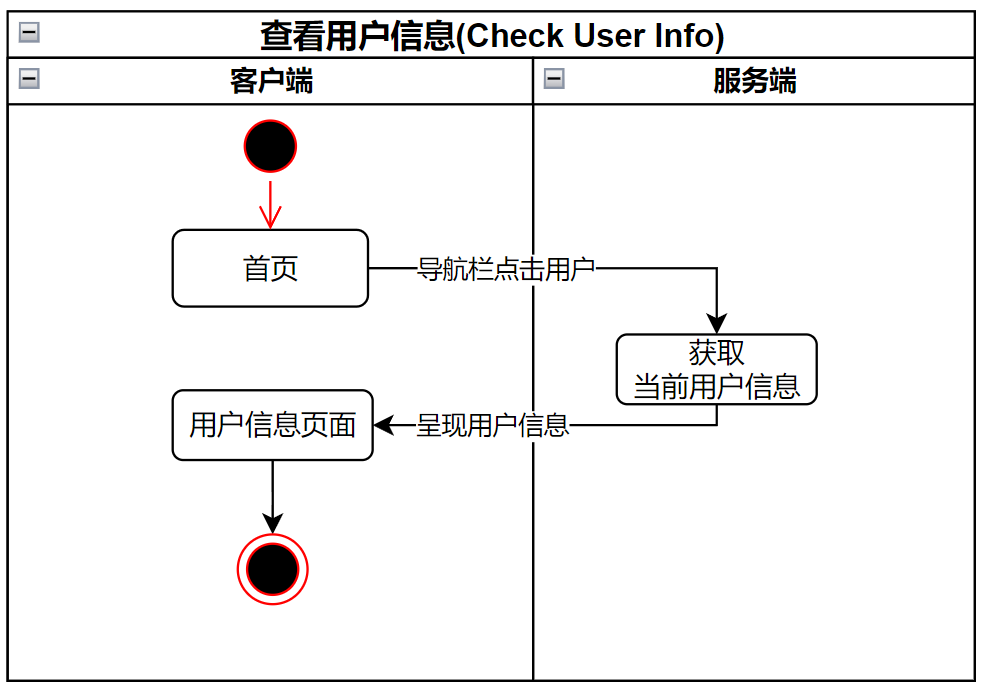 查看用户信息(Check User Info)
客户端
服务端
首页
导航栏点击用户
获取
当前用户信息
呈现用户信息
用户信息页面